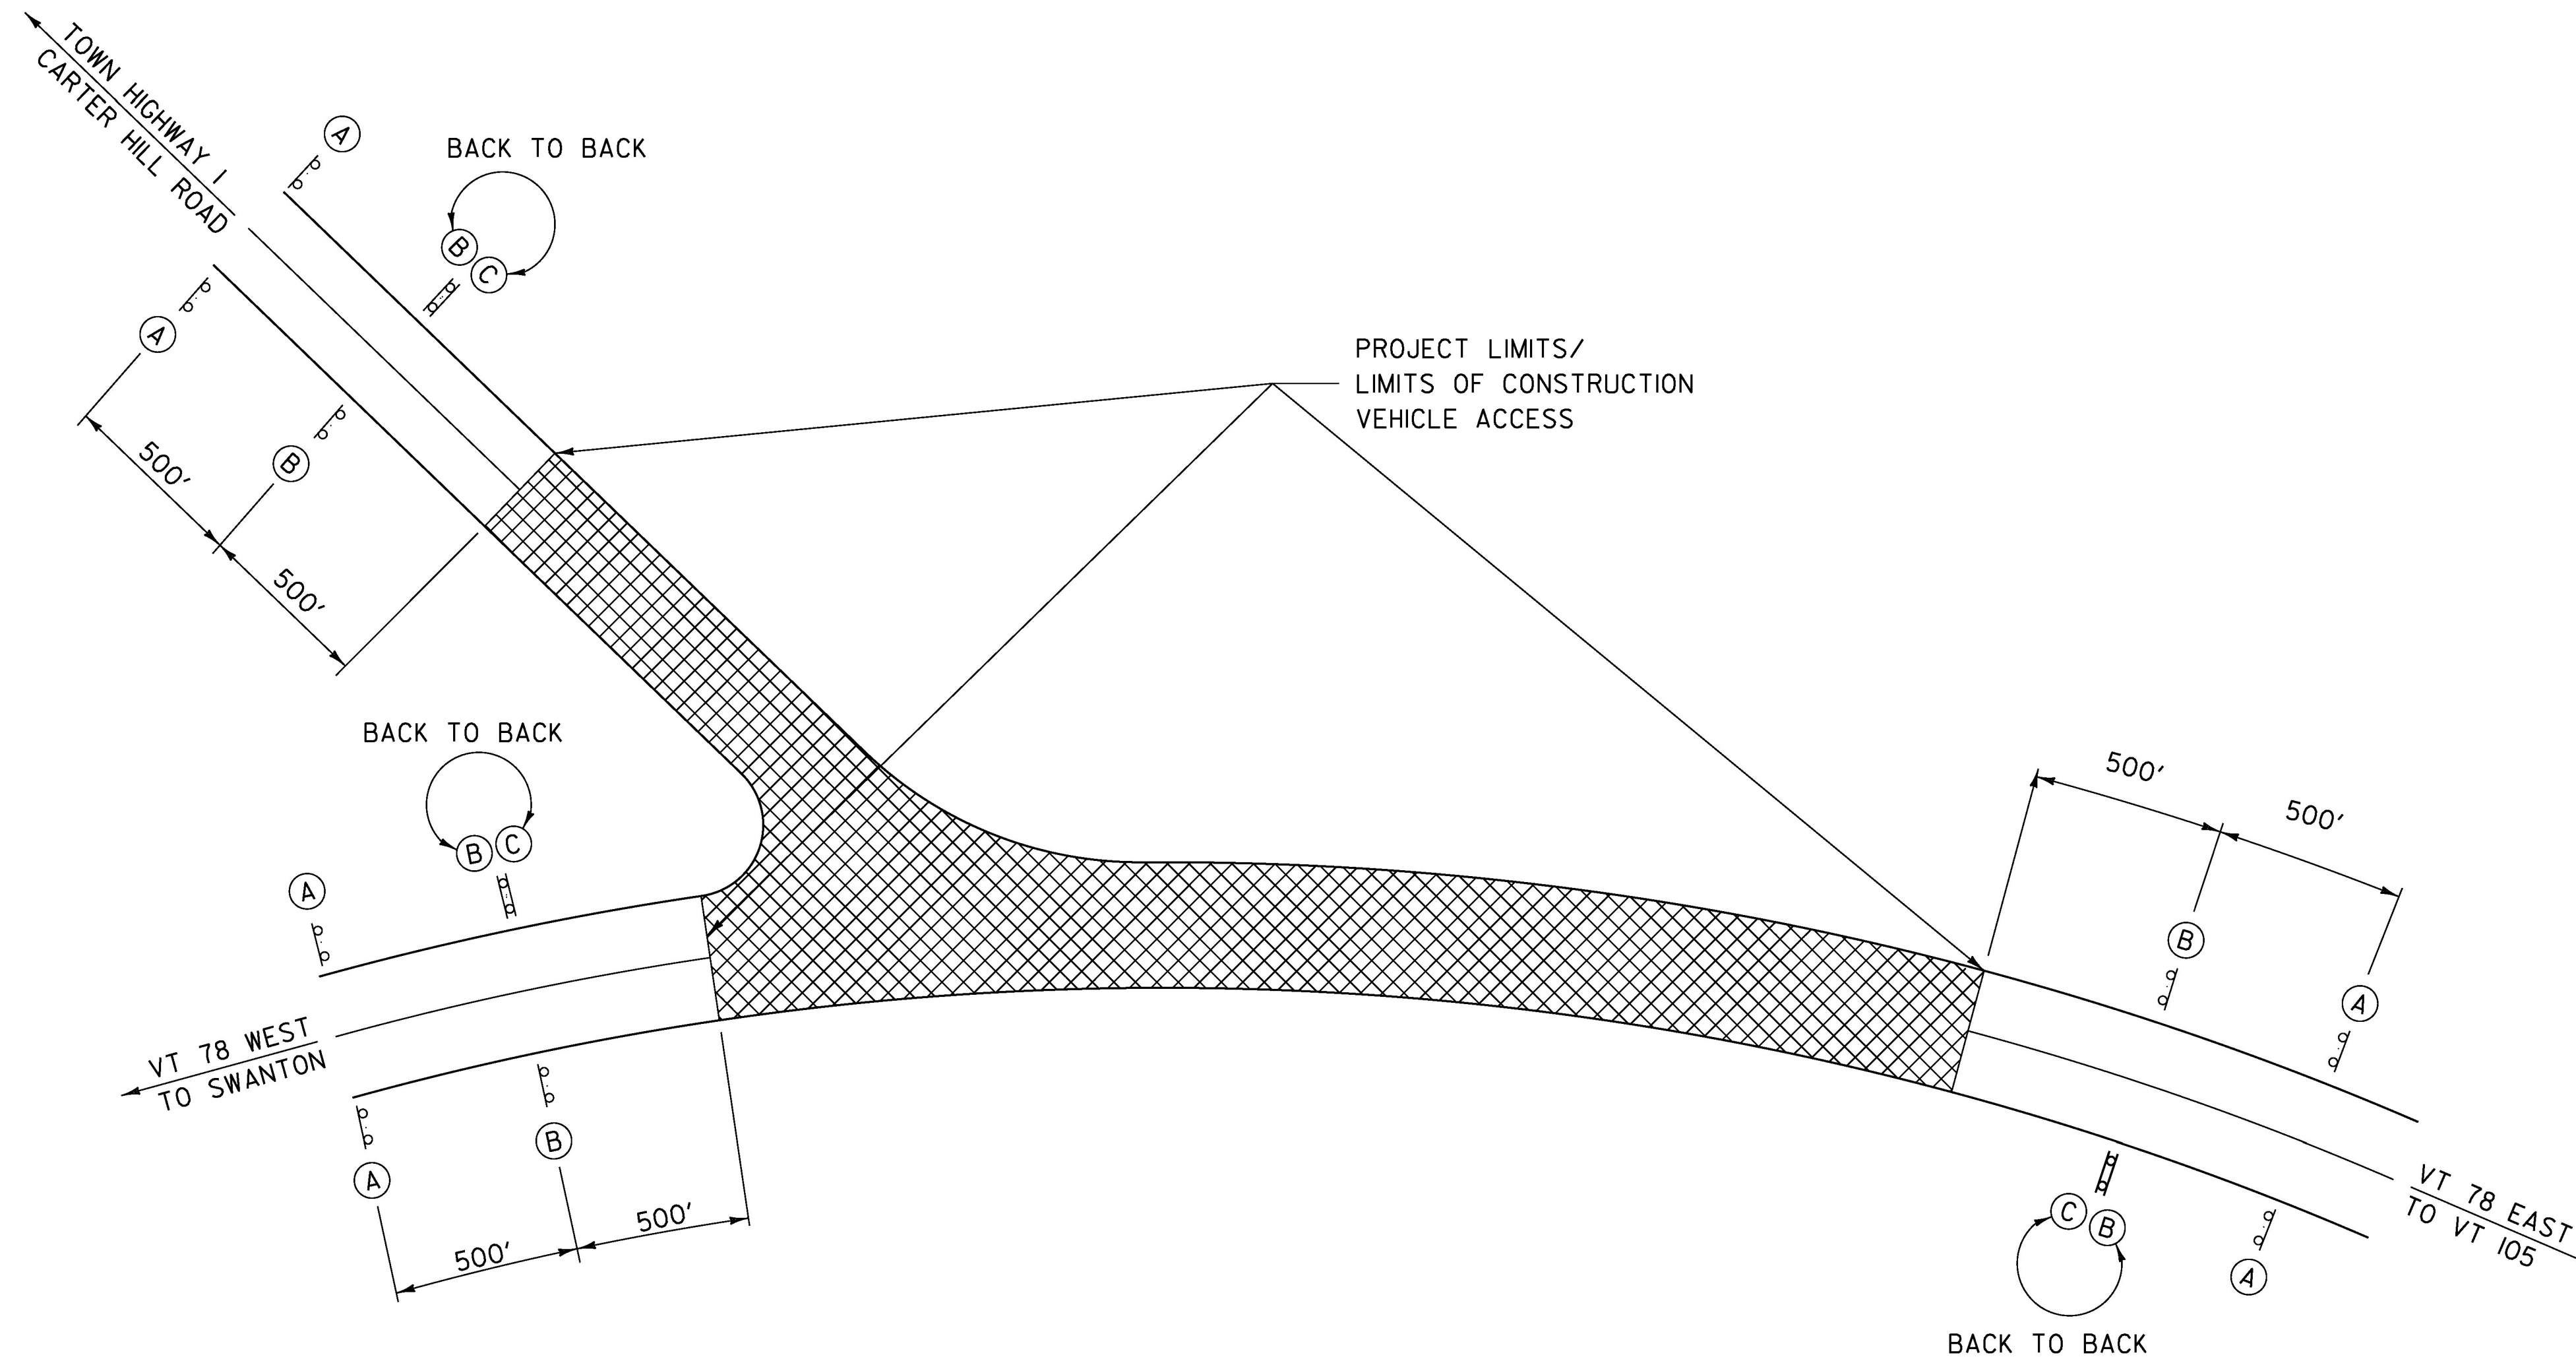 TOWN HIGHWAY 1
CARTER HILL ROAD
A
BACK TO BACK
B C
A
B
500'
500'
PROJECT LIMITS/
LIMITS OF CONSTRUCTION
VEHICLE ACCESS
BACK TO BACK
B C
A
VT 78 WEST
TO SWANTON
A
B
500'
500'
500'
500'
B
A
VT 78 EAST
TO VT 105
C B
A
BACK TO BACK